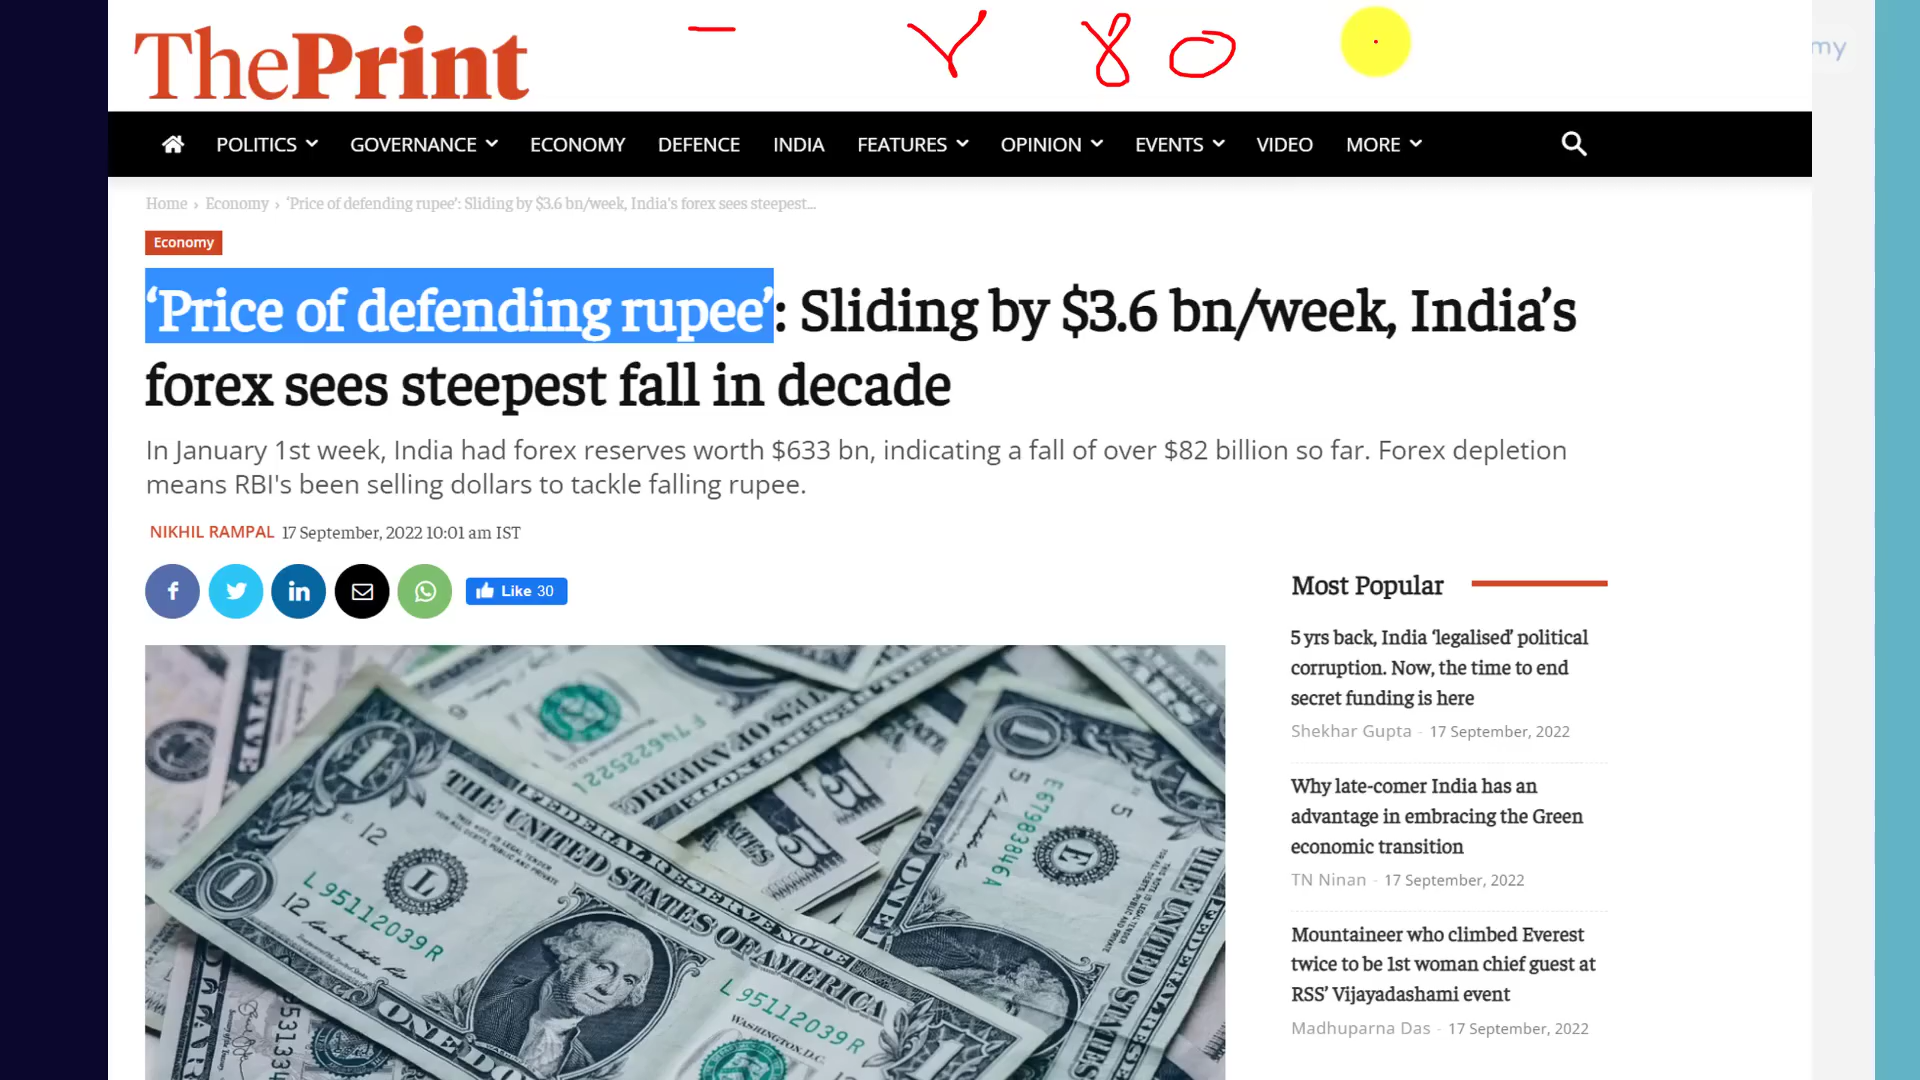 my
ThePrint
80
POLITICS GOVERNANCE ECONOMY DEFENCE INDIA FEATURES OPINION EVENTS VIDEO MORE
Home › Economy › ‘Price of defending rupee’: Sliding by $3.6 bn/week, India’s forex sees steepest...
Economy
‘Price of defending rupee’: Sliding by $3.6 bn/week, India’s
forex sees steepest fall in decade
In January 1st week, India had forex reserves worth $633 bn, indicating a fall of over $82 billion so far. Forex depletion
means RBI's been selling dollars to tackle falling rupee.
NIKHIL RAMPAL 17 September, 2022 10:01 am IST
Like 30
Most Popular
5 yrs back, India ‘legalised’ political
corruption. Now, the time to end
secret funding is here
Shekhar Gupta - 17 September, 2022
Why late-comer India has an
advantage in embracing the Green
economic transition
TN Ninan - 17 September, 2022
Mountaineer who climbed Everest
twice to be 1st woman chief guest at
RSS’ Vijayadashami event
Madhuparna Das - 17 September, 2022
FEDERAL RESERVE NOTE
THE UNITED STATES OF AMERICA
L 95112039 R
L 95112039 R
WASHINGTON, D.C.
E 67983846 A
12
12